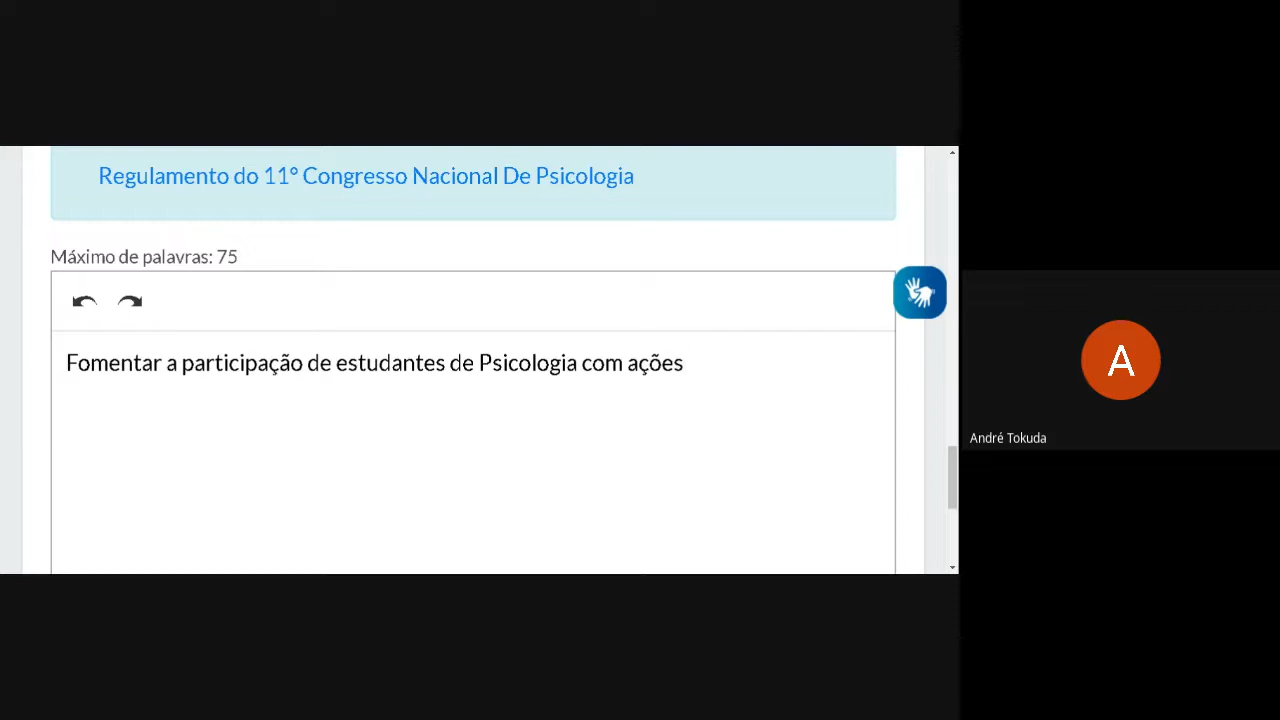 Regulamento do 11º Congresso Nacional De Psicologia
Máximo de palavras: 75
Fomentar a participação de estudantes de Psicologia com ações
A
André Tokuda